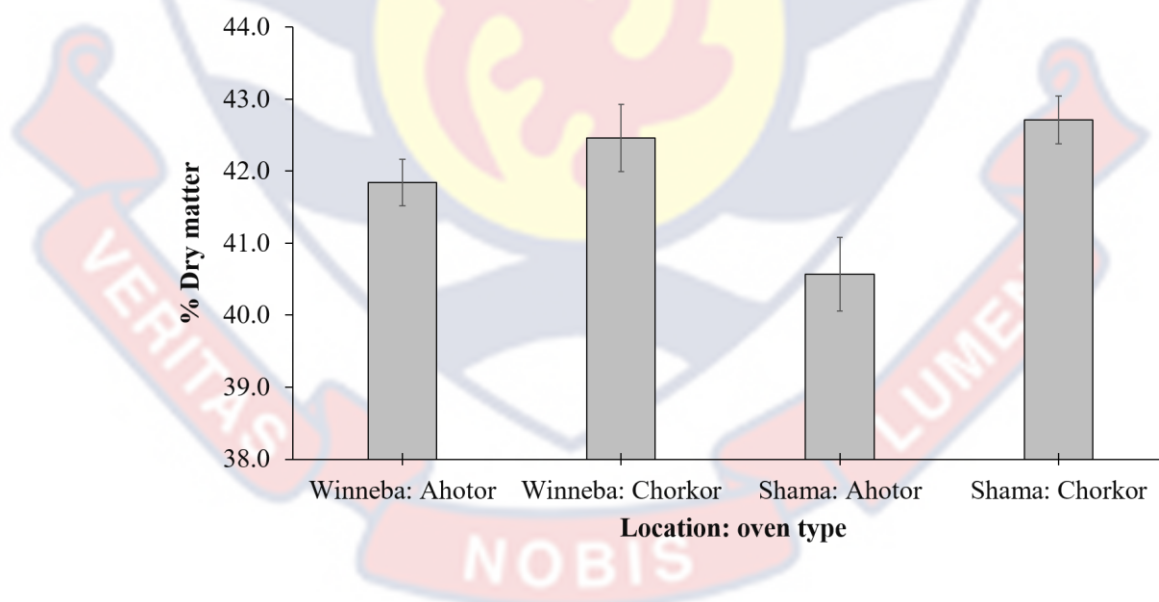 44.0
43.0
42.0
41.0
40.0
39.0
38.0
% Dry matter
Winneba: Ahotor Winneba: Chorkor Shama: Ahotor Shama: Chorkor
Location: oven type
VERITAS
NOBIS
LUMEN